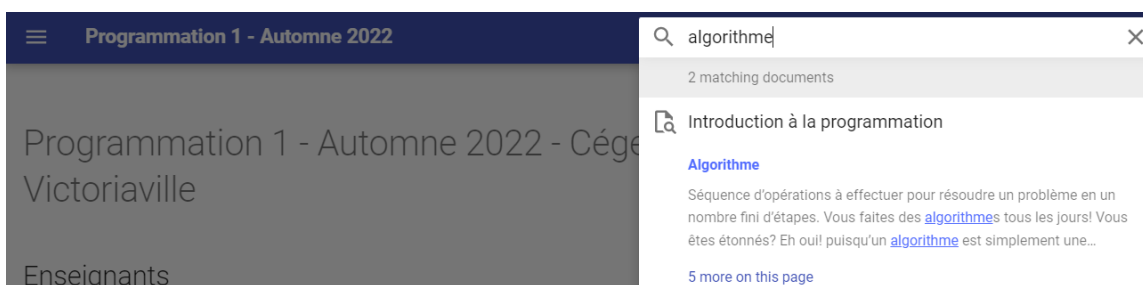 Programmation 1 - Automne 2022
algorithme
2 matching documents
Introduction à la programmation
Algorithme
Séquence d'opérations à effectuer pour résoudre un problème en un
nombre fini d'étapes. Vous faites des algorithmes tous les jours! Vous
êtes étonnés? Eh oui! puisqu'un algorithme est simplement une...
5 more on this page
Programmation 1 - Automne 2022 - Cége
Victoriaville
Enseignants